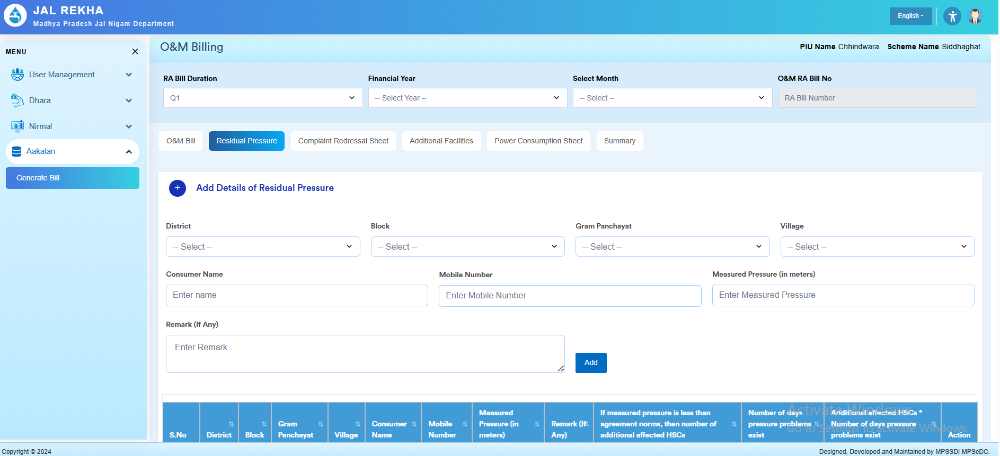 JAL REKHA
Madhya Pradesh Jal Nigam Department
English
MENU
User Management
Dhara
Nirmal
Aakalan
Generate Bill
O&M Billing
PIU Name Chhindwara Scheme Name Siddhaghat
RA Bill Duration
Financial Year
Select Month
O&M RA Bill No
Q1
-- Select Year --
-- Select --
RA Bill Number
O&M Bill
Residual Pressure
Complaint Redressal Sheet
Additional Facilities
Power Consumption Sheet
Summary
+
Add Details of Residual Pressure
District
Block
Gram Panchayat
Village
-- Select --
-- Select --
-- Select --
-- Select --
Consumer Name
Mobile Number
Measured Pressure (in meters)
Enter name
Enter Mobile Number
Enter Measured Pressure
Remark (If Any)
Enter Remark
Add
S.No
District
Block
Gram
Panchayat
Village
Consumer
Name
Mobile
Number
Measured
Pressure (in
meters)
Remark (If
Any)
If measured pressure is less than
agreement norms, then number of
additional affected HSCs
Number of days
pressure problems
exist
Additional affected HSCs *
Number of days pressure
problems exist
Action
Activate Windows
Go to Settings to activate Windows.
Copyright © 2024
Designed, Developed and Maintained by MPSSDI MPSeDC.